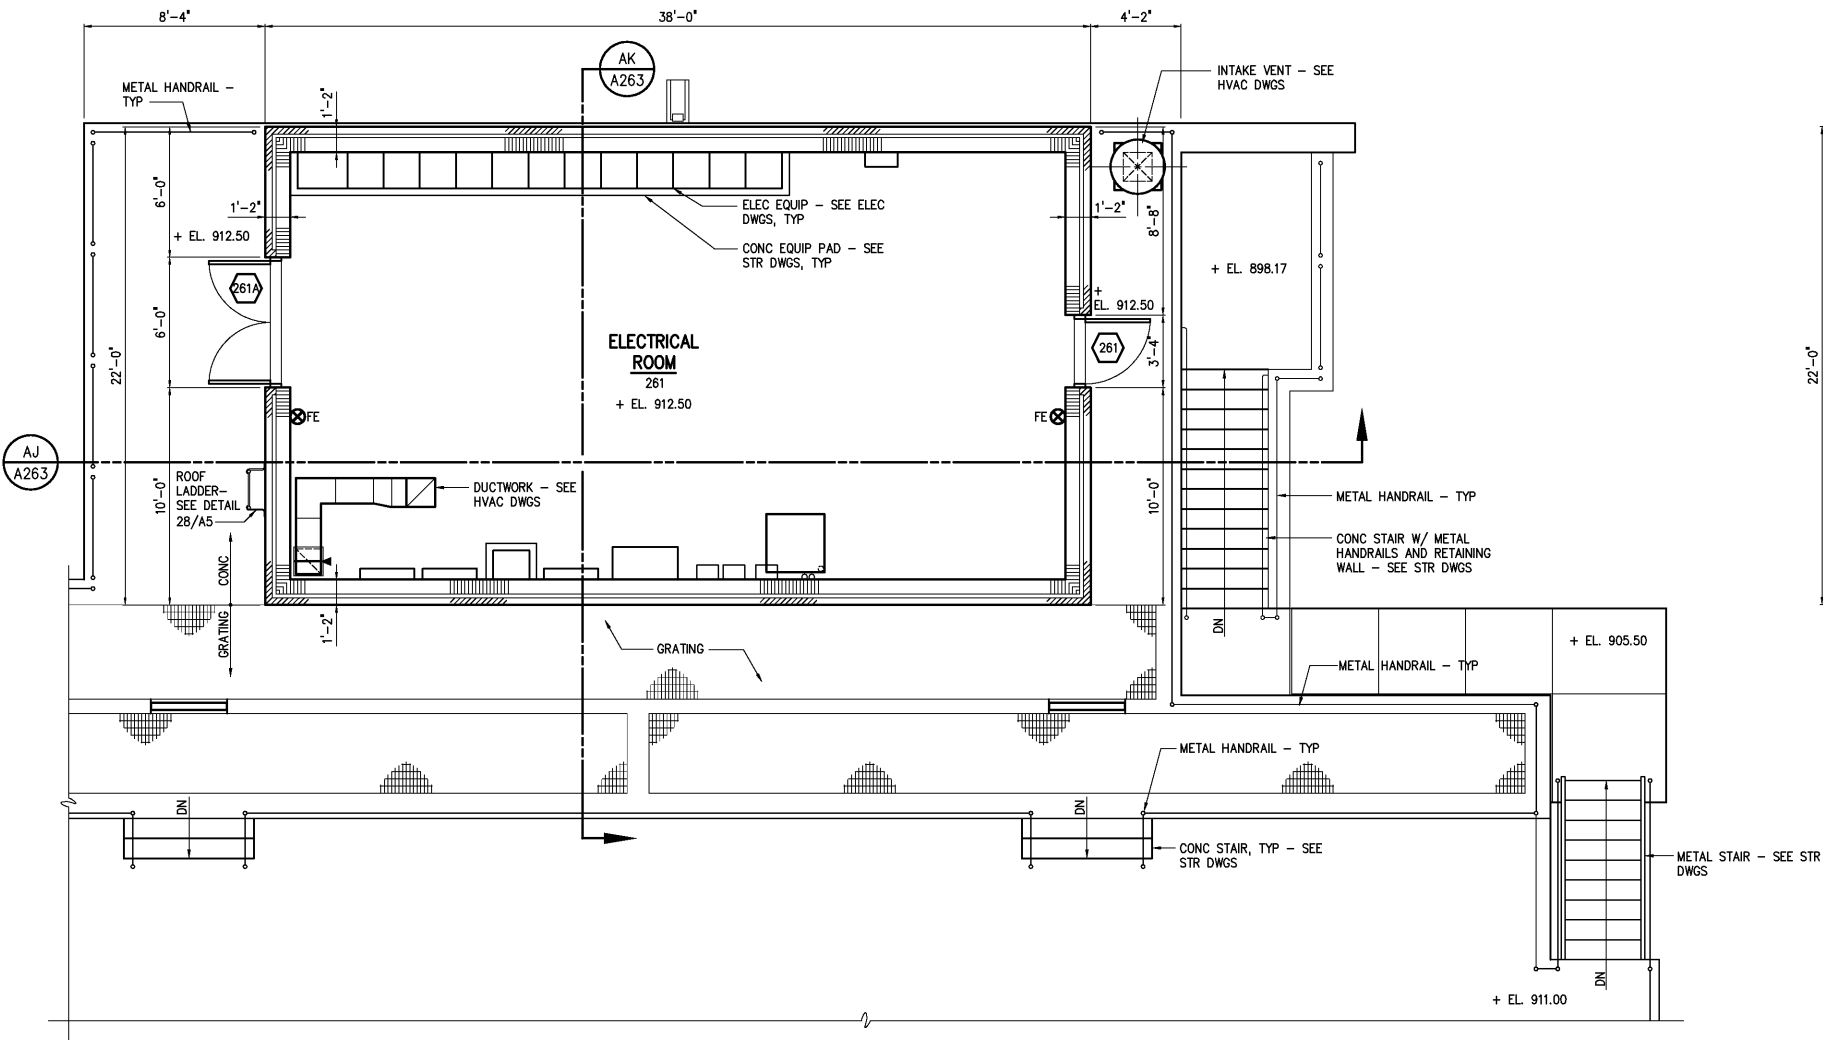 8'-4"
38'-0"
4'-2"
AK
A263
METAL HANDRAIL –
TYP
1'-2"
INTAKE VENT – SEE
HVAC DWGS
6'-0"
1'-2"
+ EL. 912.50
ELEC EQUIP – SEE ELEC
DWGS, TYP
CONC EQUIP PAD – SEE
STR DWGS, TYP
1'-2"
8'-8"
+ EL. 898.17
261A
+
EL. 912.50
22'-0"
6'-0"
ELECTRICAL
ROOM
261
+ EL. 912.50
261
3'-4"
22'-0"
FE
FE
AJ
A263
ROOF
LADDER–
SEE DETAIL
28/A5
10'-0"
DUCTWORK – SEE
HVAC DWGS
10'-0"
METAL HANDRAIL – TYP
CONC STAIR W/ METAL
HANDRAILS AND RETAINING
WALL – SEE STR DWGS
CONC
GRATING
1'-2"
GRATING
DN
+ EL. 905.50
METAL HANDRAIL – TYP
METAL HANDRAIL – TYP
DN
DN
CONC STAIR, TYP – SEE
STR DWGS
METAL STAIR – SEE STR
DWGS
DN
+ EL. 911.00